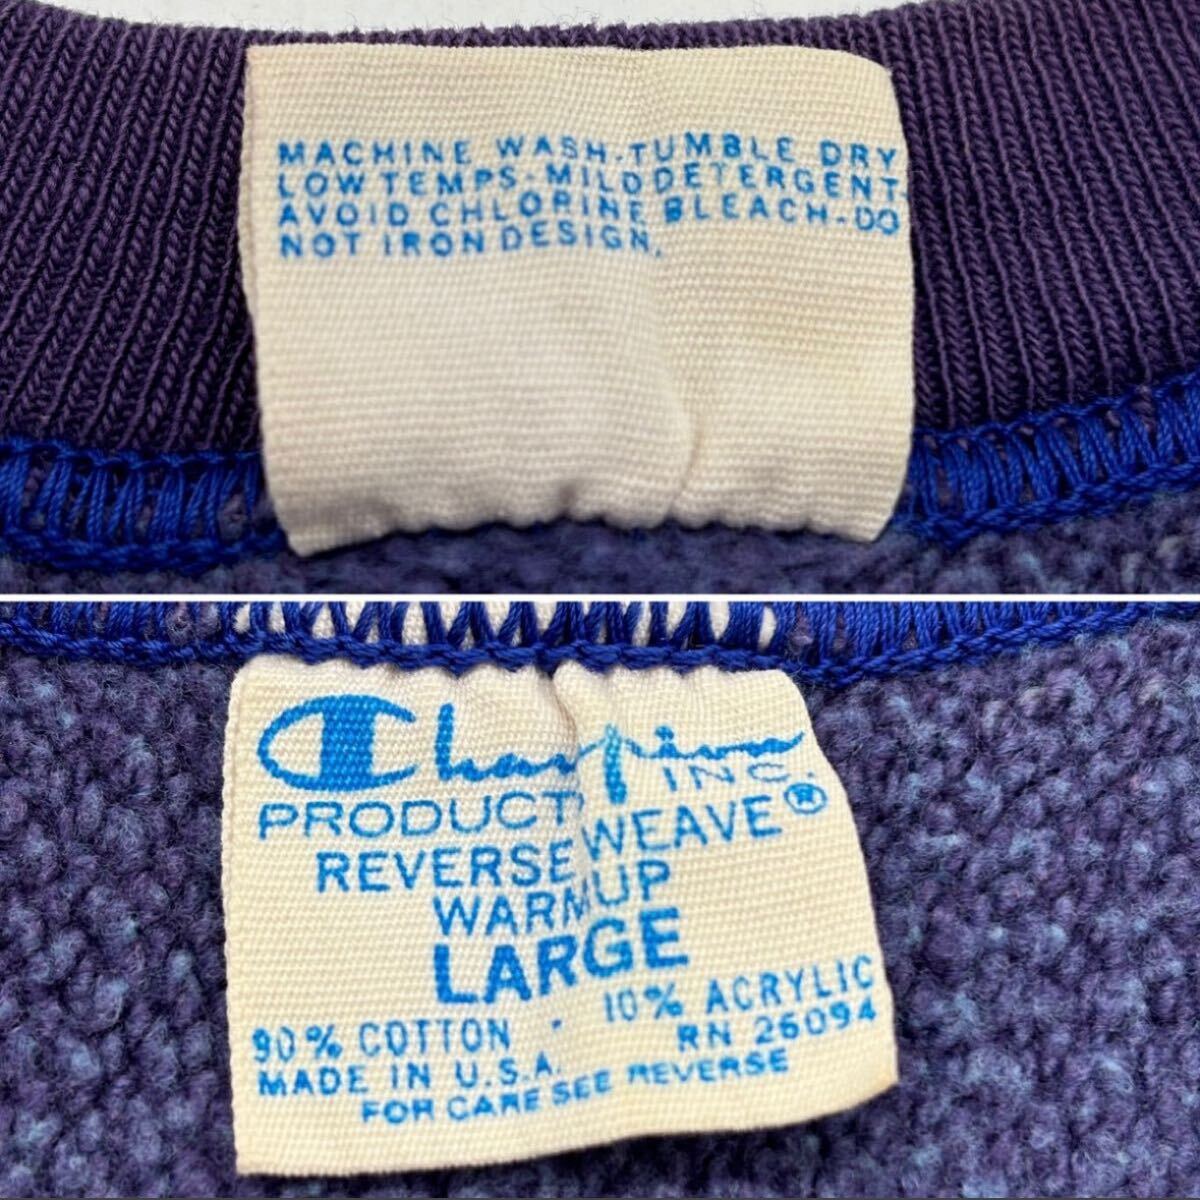 MACHINE WASH-TUMBLE DRY
LOW TEMPS-MILD DETERGENT
AVOID CHLORINE BLEACH-DO
NOT IRON DESIGN.
Champion
PRODUCT INC.
REVERSE WEAVE®
WARMUP
LARGE
90% COTTON · 10% ACRYLIC
MADE IN U.S.A. RN 26094
FOR CARE SEE REVERSE